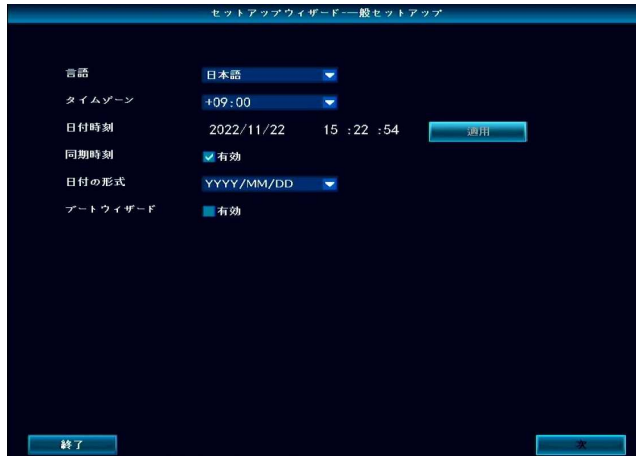 セットアップウィザード-一般セットアップ
言語 日本語
タイムゾーン +09:00
日付時刻 2022/11/22 15 :22 :54 適用
同期時刻 有効
日付の形式 YYYY/MM/DD
ブートウィザード 有効
終了 次